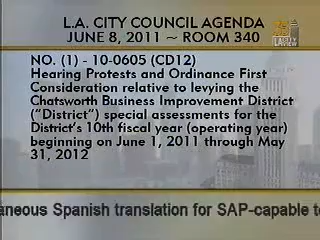 L.A. CITY COUNCIL AGENDA
JUNE 8, 2011 ~ ROOM 340
NO. (1) - 10-0605 (CD12)
Hearing Protests and Ordinance First
Consideration relative to levying the
Chatsworth Business Improvement District
("District") special assessments for the
District's 10th fiscal year (operating year)
beginning on June 1, 2011 through May
31, 2012
aneous Spanish translation for SAP-capable te